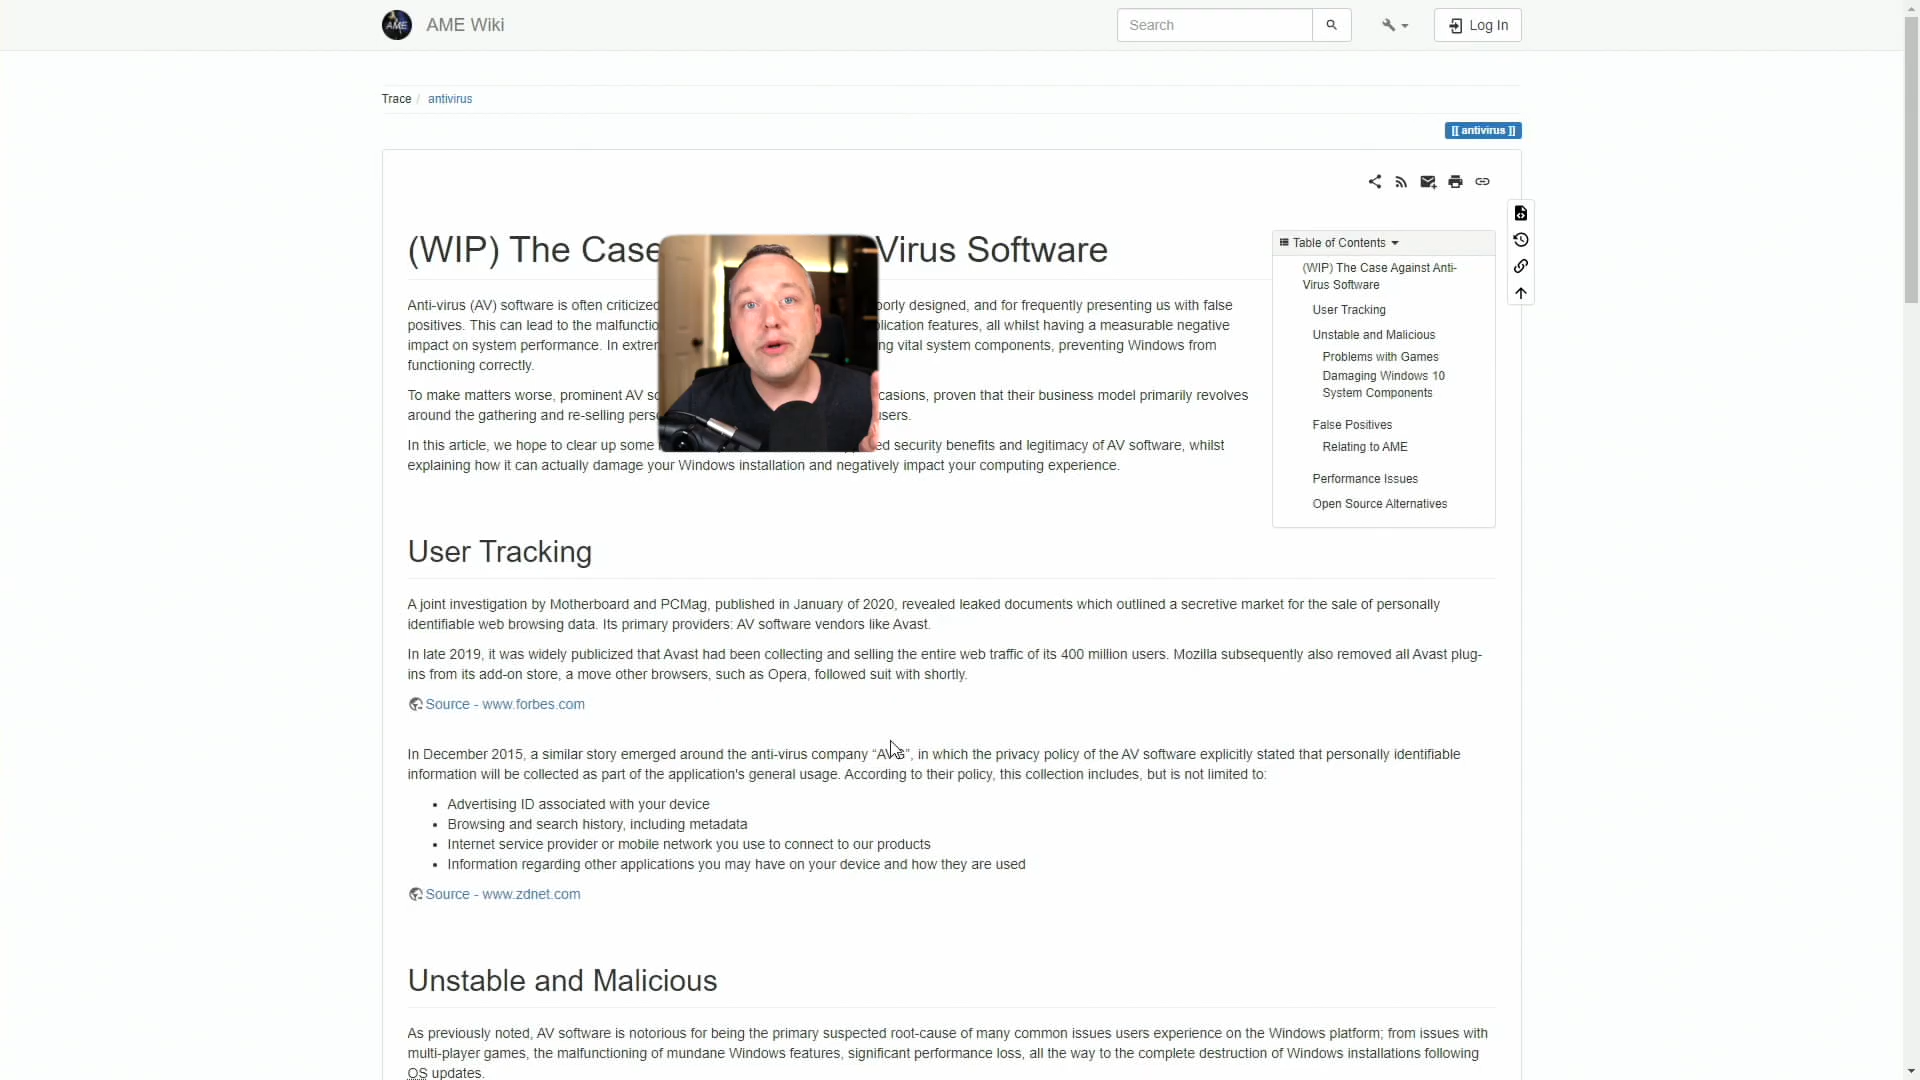 AME
AME Wiki
Search
Log In
Trace / antivirus
[[ antivirus ]]
(WIP) The Case Virus Software
Table of Contents
(WIP) The Case Against Anti-
Virus Software
User Tracking
Unstable and Malicious
Problems with Games
Damaging Windows 10
System Components
False Positives
Relating to AME
Performance Issues
Open Source Alternatives
Anti-virus (AV) software is often criticized orly designed, and for frequently presenting us with false
positives. This can lead to the malfunctio lication features, all whilst having a measurable negative
impact on system performance. In extrem ng vital system components, preventing Windows from
functioning correctly.
To make matters worse, prominent AV so casions, proven that their business model primarily revolves
around the gathering and re-selling perso users.
In this article, we hope to clear up some ed security benefits and legitimacy of AV software, whilst
explaining how it can actually damage your Windows installation and negatively impact your computing experience.
User Tracking
A joint investigation by Motherboard and PCMag, published in January of 2020, revealed leaked documents which outlined a secretive market for the sale of personally
identifiable web browsing data. Its primary providers: AV software vendors like Avast.
In late 2019, it was widely publicized that Avast had been collecting and selling the entire web traffic of its 400 million users. Mozilla subsequently also removed all Avast plug-
ins from its add-on store, a move other browsers, such as Opera, followed suit with shortly.
Source - www.forbes.com
In December 2015, a similar story emerged around the anti-virus company “AVG”, in which the privacy policy of the AV software explicitly stated that personally identifiable
information will be collected as part of the application's general usage. According to their policy, this collection includes, but is not limited to:
• Advertising ID associated with your device
• Browsing and search history, including metadata
• Internet service provider or mobile network you use to connect to our products
• Information regarding other applications you may have on your device and how they are used
Source - www.zdnet.com
Unstable and Malicious
As previously noted, AV software is notorious for being the primary suspected root-cause of many common issues users experience on the Windows platform; from issues with
multi-player games, the malfunctioning of mundane Windows features, significant performance loss, all the way to the complete destruction of Windows installations following
OS updates.